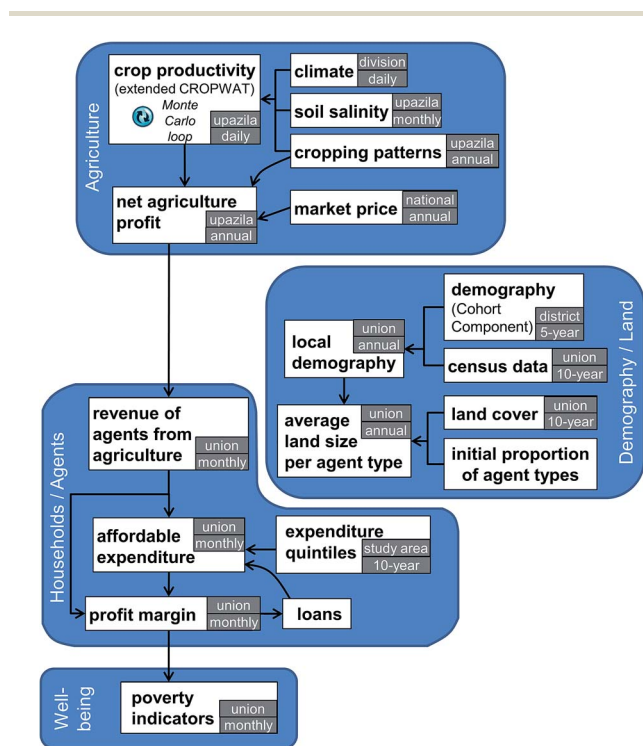 Agriculture
crop productivity
(extended CROPWAT)
Monte
Carlo
loop
upazila
daily
climate
division
daily
soil salinity
upazila
monthly
cropping patterns
upazila
annual
net agriculture
profit
upazila
annual
market price
national
annual
Demography / Land
demography
(Cohort
Component)
district
5-year
local
demography
union
annual
census data
union
10-year
average
land size
per agent type
union
annual
land cover
union
10-year
initial proportion
of agent types
Households / Agents
revenue of
agents from
agriculture
union
monthly
affordable
expenditure
union
monthly
expenditure
quintiles
study area
10-year
profit margin
union
monthly
loans
Well-
being
poverty
indicators
union
monthly